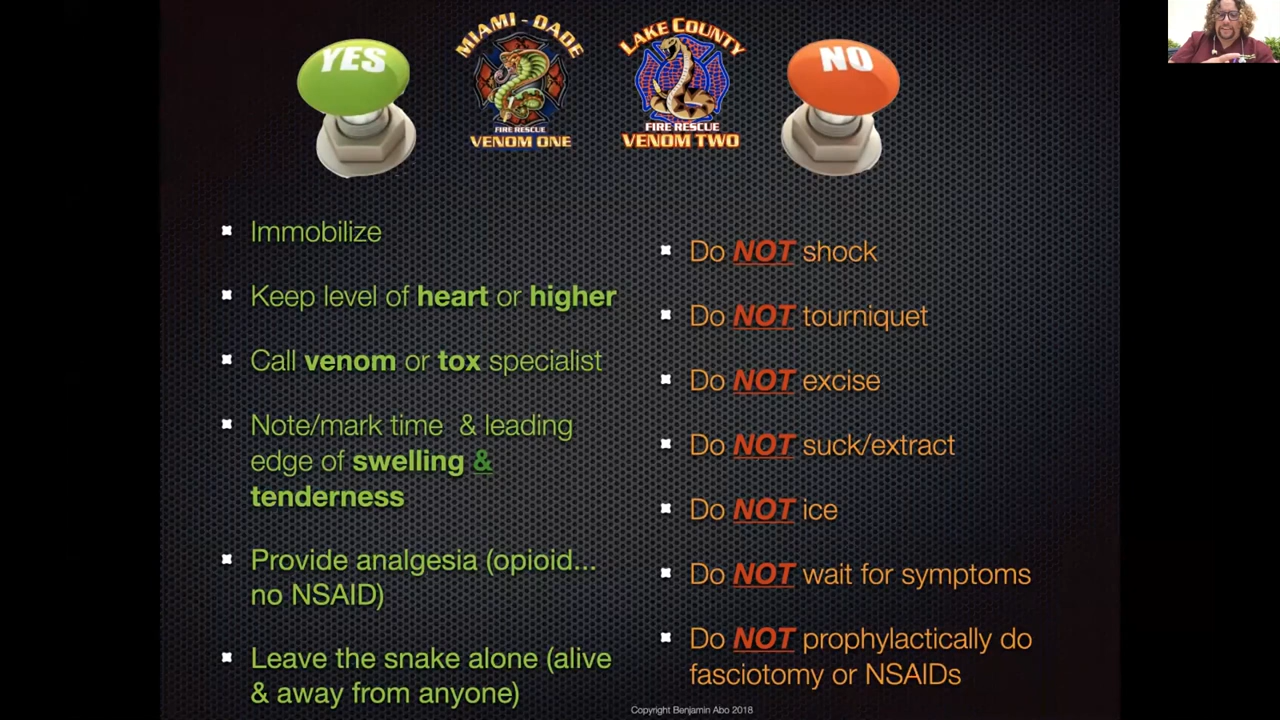 YES
MIAMI - DADE
FIRE RESCUE
VENOM ONE
LAKE COUNTY
FIRE RESCUE
VENOM TWO
NO
Immobilize
Keep level of heart or higher
Call venom or tox specialist
Note/mark time & leading
edge of swelling &
tenderness
Provide analgesia (opioid...
no NSAID)
Leave the snake alone (alive
& away from anyone)
Do NOT shock
Do NOT tourniquet
Do NOT excise
Do NOT suck/extract
Do NOT ice
Do NOT wait for symptoms
Do NOT prophylactically do
fasciotomy or NSAIDs
Copyright Benjamin Abo 2018